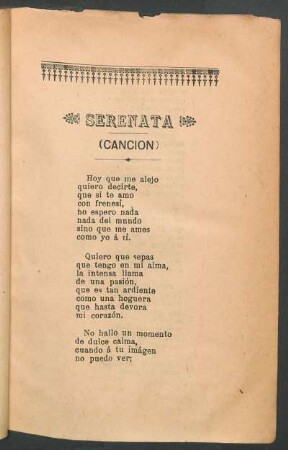 SERENATA
(CANCION)
Hoy que me alejo
quiero decirte,
que si te amo
con frenesí,
no espero nada
nada del mundo
sino que me ames
como yo á tí.
Quiero que sepas
que tengo en mi alma,
la intensa llama
de una pasión,
que es tan ardiente
como una hoguera
que hasta devora
mi corazón.
No hallo un momento
de dulce calma,
cuando á tu imágen
no puedo ver;